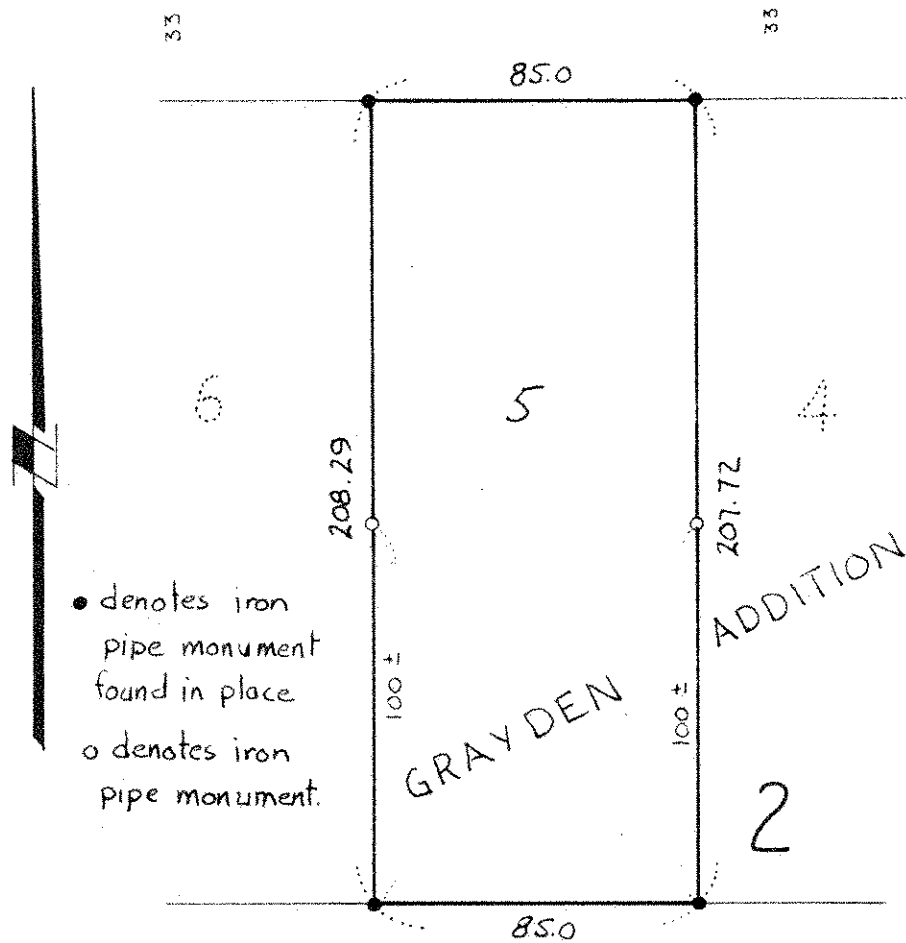 33
33
85.0
6
5
4
208.29
207.72
● denotes iron
pipe monument
found in place
o denotes iron
pipe monument.
100 ±
100 ±
GRAYDEN ADDITION
2
85.0